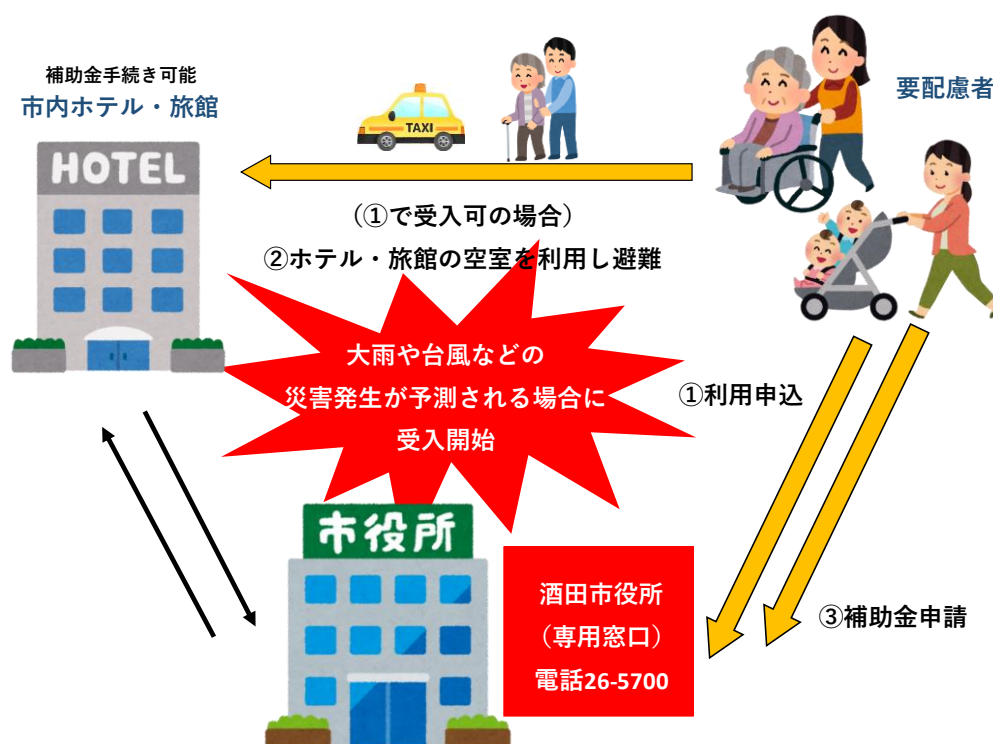 補助金手続き可能
市内ホテル・旅館
HOTEL
TAXI
要配慮者
（①で受入可の場合）
②ホテル・旅館の空室を利用し避難
大雨や台風などの
災害発生が予測される場合に
受入開始
①利用申込
市役所
酒田市役所
（専用窓口）
電話26-5700
③補助金申請